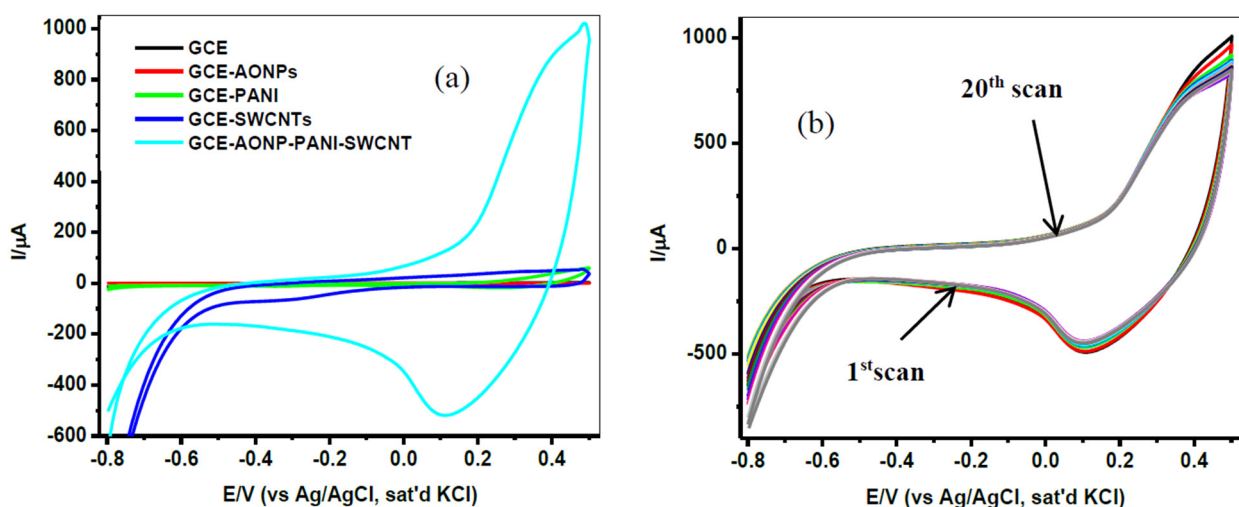 1000
800
600
400
200
0
-200
-400
-600
I/µA
GCE
GCE-AONPs
GCE-PANI
GCE-SWCNTs
GCE-AONP-PANI-SWCNT
(a)
-0.8 -0.6 -0.4 -0.2 0.0 0.2 0.4
E/V (vs Ag/AgCl, sat'd KCl)
1000
500
0
-500
I/µA
(b)
20th scan
1st scan
-0.8 -0.6 -0.4 -0.2 0.0 0.2 0.4
E/V (vs Ag/AgCl, sat'd KCl)